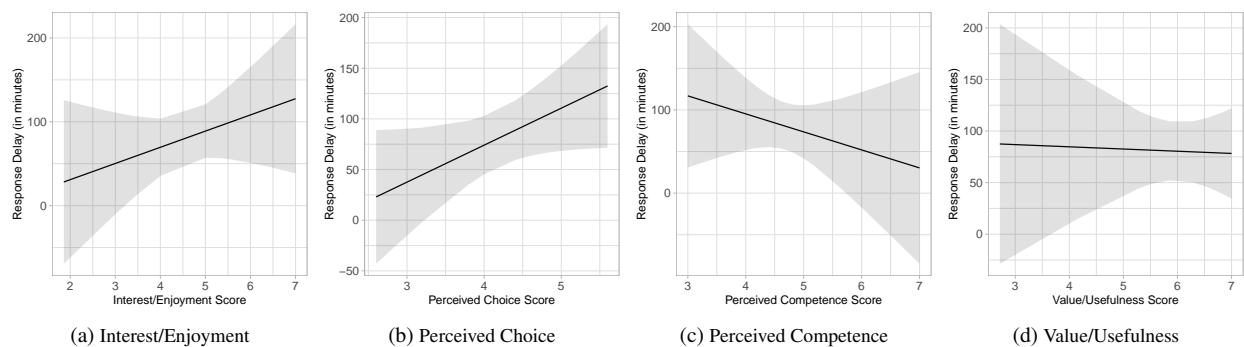 Response Delay (in minutes)
200
100
0
2 3 4 5 6 7
Interest/Enjoyment Score
(a) Interest/Enjoyment
Response Delay (in minutes)
200
150
100
50
0
−50
3 4 5
Perceived Choice Score
(b) Perceived Choice
Response Delay (in minutes)
200
100
0
3 4 5 6 7
Perceived Competence Score
(c) Perceived Competence
Response Delay (in minutes)
200
150
100
50
0
3 4 5 6 7
Value/Usefulness Score
(d) Value/Usefulness